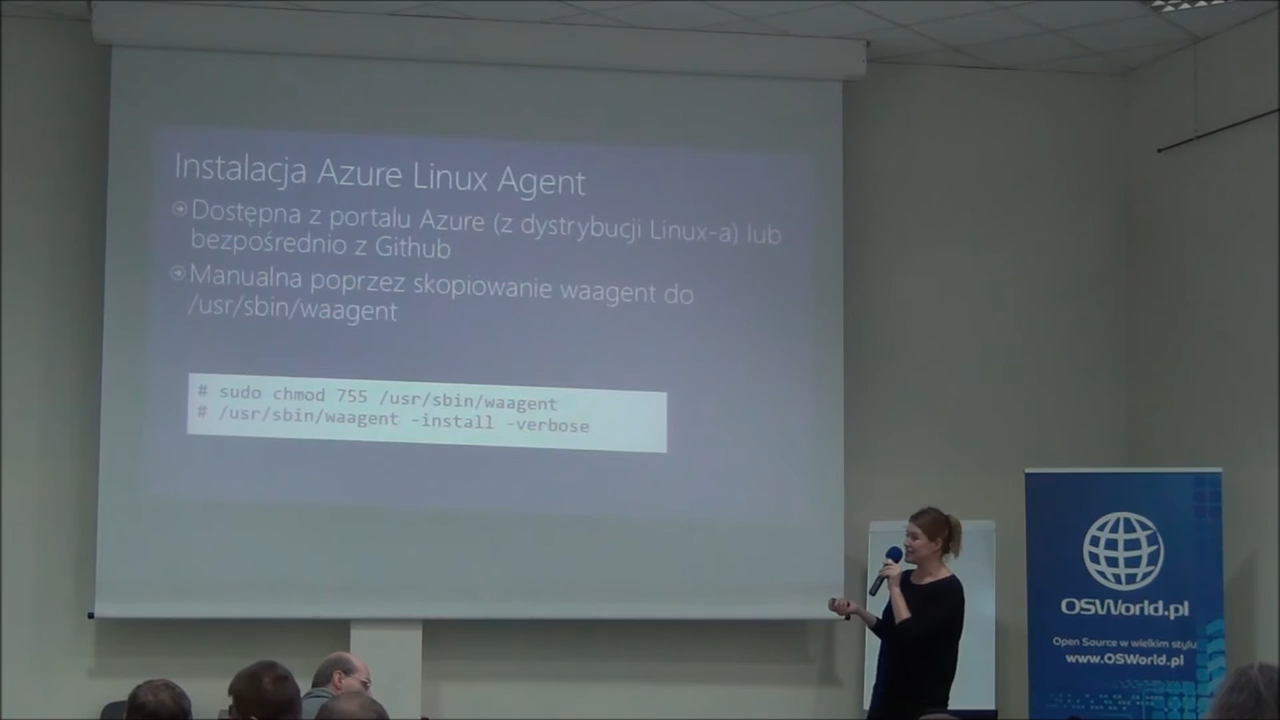 Instalacja Azure Linux Agent
Dostępna z portalu Azure (z dystrybucji Linux-a) lub
bezpośrednio z Github
Manualna poprzez skopiowanie waagent do
/usr/sbin/waagent
# sudo chmod 755 /usr/sbin/waagent
# /usr/sbin/waagent -install -verbose
OSWorld.pl
Open Source w wielkim stylu
www.OSWorld.pl